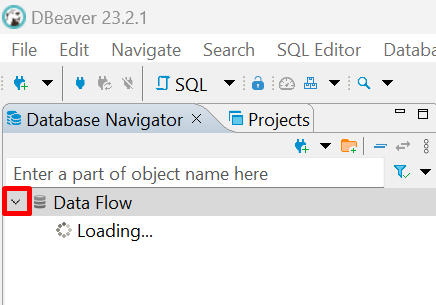 DBeaver 23.2.1
File Edit Navigate Search SQL Editor Databa
SQL
Database Navigator Projects
Enter a part of object name here
Data Flow
Loading...